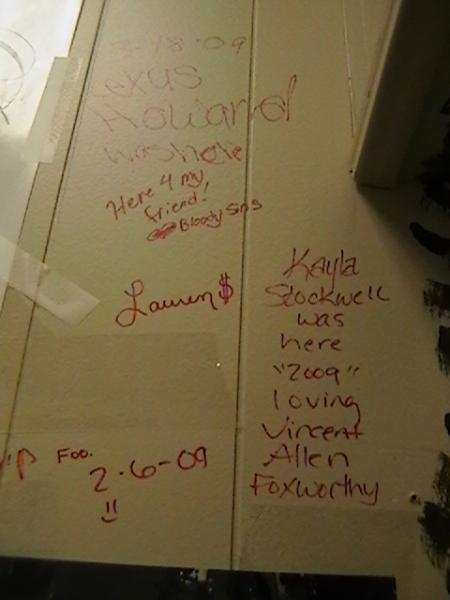 3-18-09
Lexus
Howard
was here
Here 4 my
friend!
Bloody Sins
Lauren $
Kayla
Stockwell
was
here
"2009"
loving
Vincent
Allen
Foxworthy
Foo.
2-6-09